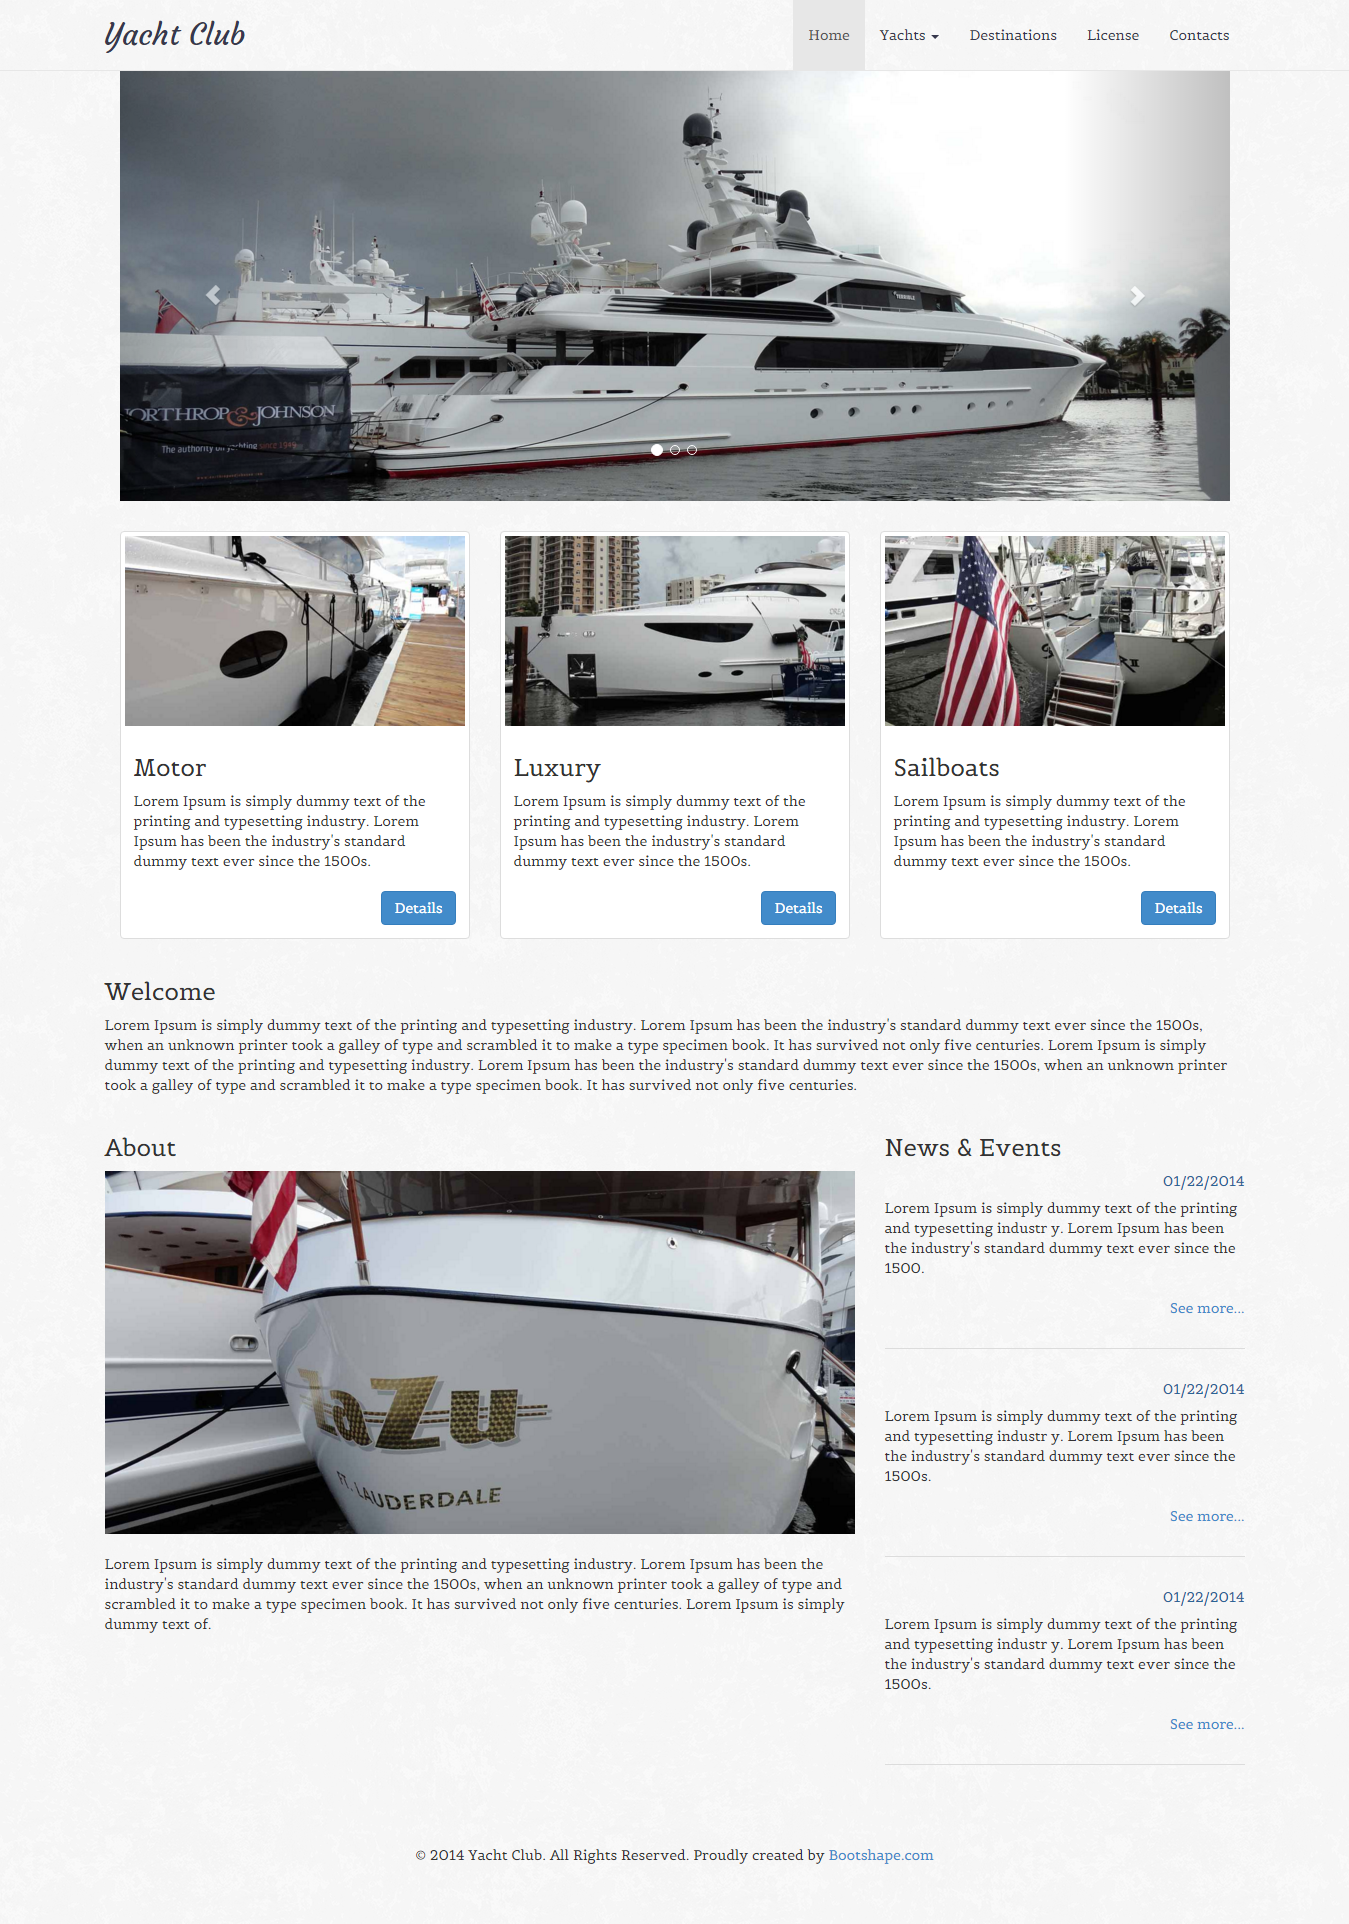 Yacht Club
Home Yachts Destinations License Contacts
TERRIBLE
ORTHROP & JOHNSON
The authority on yachting since 1949
Motor
Lorem Ipsum is simply dummy text of the
printing and typesetting industry. Lorem
Ipsum has been the industry's standard
dummy text ever since the 1500s.
Details
Luxury
Lorem Ipsum is simply dummy text of the
printing and typesetting industry. Lorem
Ipsum has been the industry's standard
dummy text ever since the 1500s.
Details
Sailboats
Lorem Ipsum is simply dummy text of the
printing and typesetting industry. Lorem
Ipsum has been the industry's standard
dummy text ever since the 1500s.
Details
Welcome
Lorem Ipsum is simply dummy text of the printing and typesetting industry. Lorem Ipsum has been the industry's standard dummy text ever since the 1500s,
when an unknown printer took a galley of type and scrambled it to make a type specimen book. It has survived not only five centuries. Lorem Ipsum is simply
dummy text of the printing and typesetting industry. Lorem Ipsum has been the industry's standard dummy text ever since the 1500s, when an unknown printer
took a galley of type and scrambled it to make a type specimen book. It has survived not only five centuries.
About
LaZu
FT. LAUDERDALE
Lorem Ipsum is simply dummy text of the printing and typesetting industry. Lorem Ipsum has been the
industry's standard dummy text ever since the 1500s, when an unknown printer took a galley of type and
scrambled it to make a type specimen book. It has survived not only five centuries. Lorem Ipsum is simply
dummy text of.
News & Events
01/22/2014
Lorem Ipsum is simply dummy text of the printing
and typesetting industr y. Lorem Ipsum has been
the industry's standard dummy text ever since the
1500.
See more...
01/22/2014
Lorem Ipsum is simply dummy text of the printing
and typesetting industr y. Lorem Ipsum has been
the industry's standard dummy text ever since the
1500s.
See more...
01/22/2014
Lorem Ipsum is simply dummy text of the printing
and typesetting industr y. Lorem Ipsum has been
the industry's standard dummy text ever since the
1500s.
See more...
© 2014 Yacht Club. All Rights Reserved. Proudly created by Bootshape.com